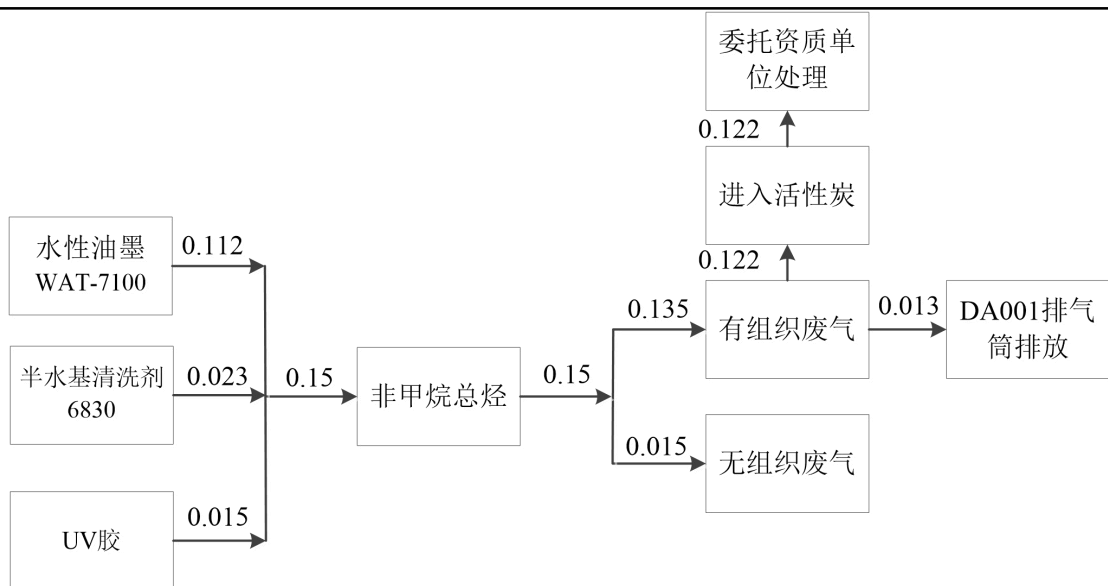 委托资质单
位处理
0.122
进入活性炭
0.122
水性油墨
WAT-7100
0.112
0.135
有组织废气
0.013
DA001排气
筒排放
半水基清洗剂
6830
0.023
0.15
非甲烷总烃
0.15
0.015
无组织废气
UV胶
0.015